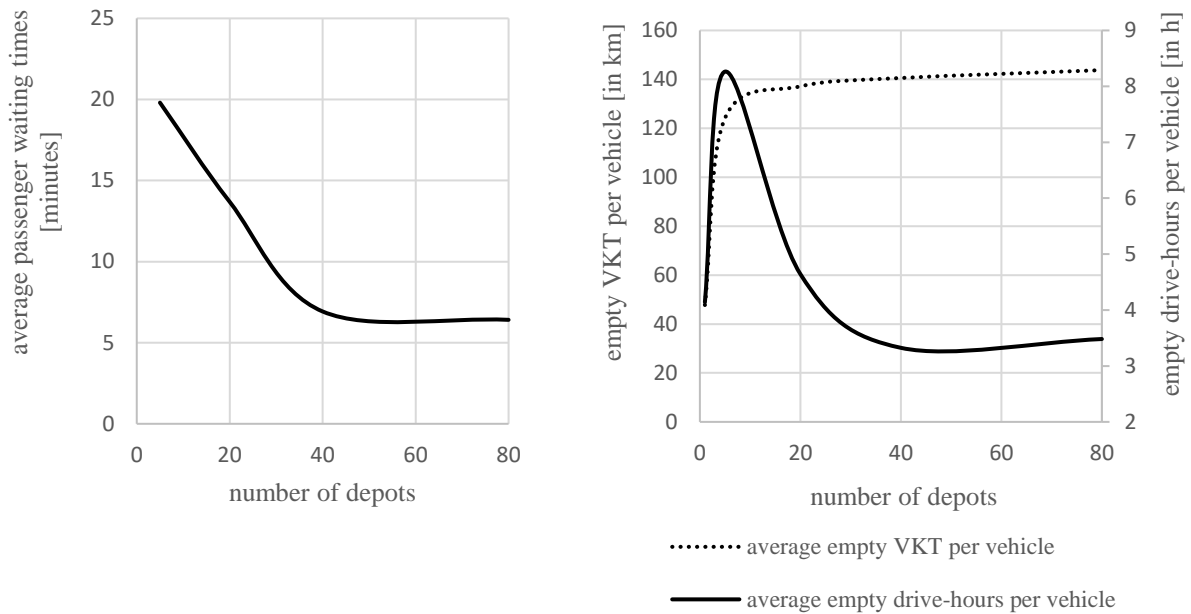 average passenger waiting times
[minutes]
25
20
15
10
5
0
0 20 40 60 80
number of depots
empty VKT per vehicle [in km]
160
140
120
100
80
60
40
20
0
0 20 40 60 80
number of depots
9
8
7
6
5
4
3
2
empty drive-hours per vehicle [in h]
average empty VKT per vehicle
average empty drive-hours per vehicle